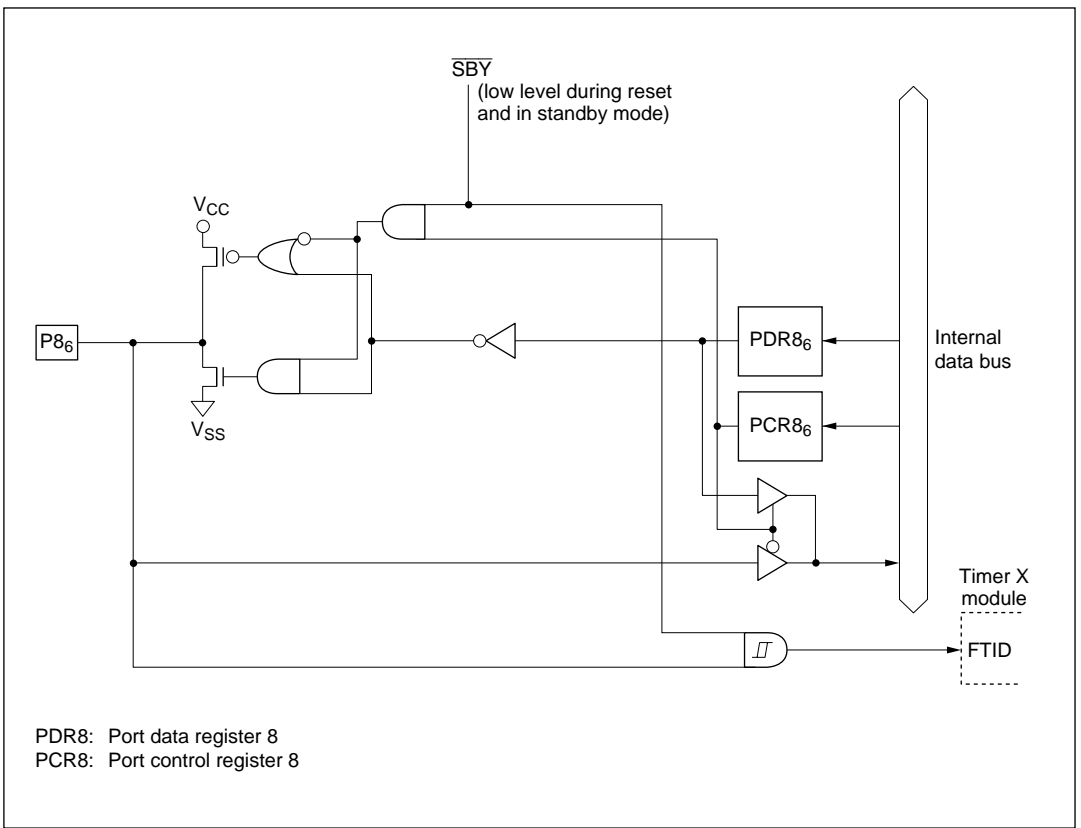 SBY
(low level during reset
and in standby mode)
VCC
P86
VSS
PDR86
PCR86
Internal
data bus
Timer X
module
FTID
PDR8: Port data register 8
PCR8: Port control register 8